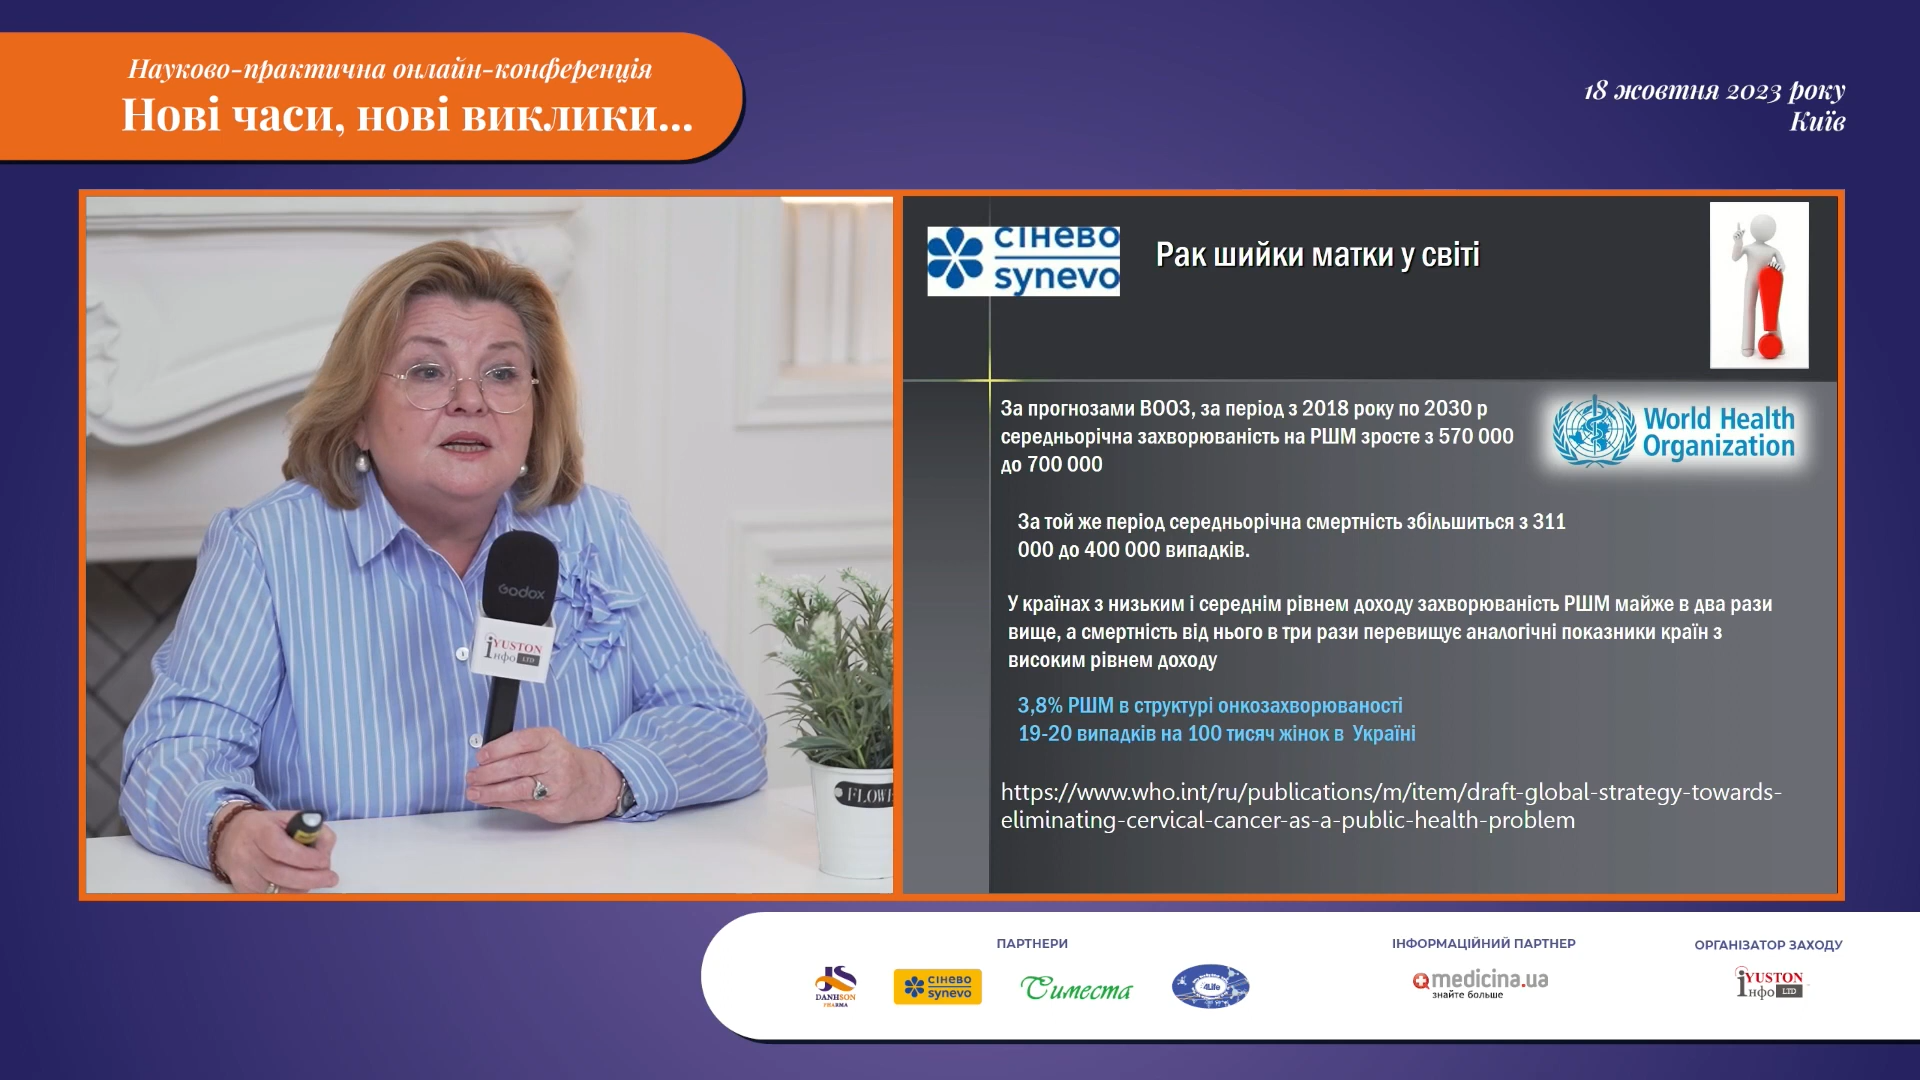 Науково-практична онлайн-конференція
Нові часи, нові виклики...
18 жовтня 2023 року
Київ
Godox
iYUSTON
iнфо LTD
FLOW
сінево
synevo
Рак шийки матки у світі
World Health
Organization
За прогнозами ВООЗ, за період з 2018 року по 2030 р
середньорічна захворюваність на РШМ зросте з 570 000
до 700 000
За той же період середньорічна смертність збільшиться з 311
000 до 400 000 випадків.
У країнах з низьким і середнім рівнем доходу захворюваність РШМ майже в два рази
вище, а смертність від нього в три рази перевищує аналогічні показники країн з
високим рівнем доходу
3,8% РШМ в структурі онкозахворюваності
19-20 випадків на 100 тисяч жінок в Україні
https://www.who.int/ru/publications/m/item/draft-global-strategy-towards-
eliminating-cervical-cancer-as-a-public-health-problem
ПАРТНЕРИ
DANHSON
PHARMA
сінево
synevo
Симеста
4Life
ІНФОРМАЦІЙНИЙ ПАРТНЕР
medicina.ua
знайте больше
ОРГАНІЗАТОР ЗАХОДУ
iYUSTON
iнфо LTD